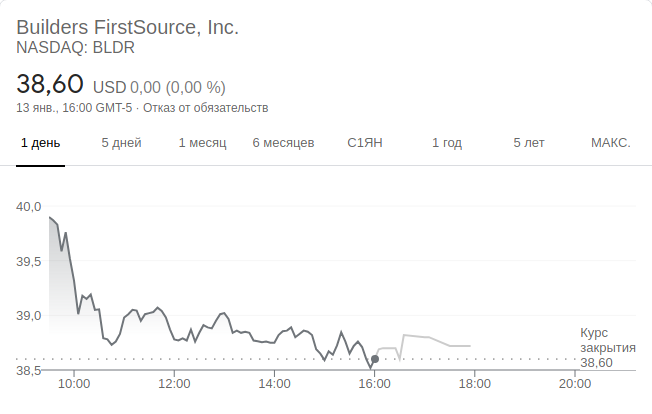 Builders FirstSource, Inc.
NASDAQ: BLDR
38,60 USD 0,00 (0,00 %)
13 янв., 16:00 GMT-5 · Отказ от обязательств
1 день 5 дней 1 месяц 6 месяцев С1ЯН 1 год 5 лет МАКС.
40,0
39,5
39,0
38,5
Курс
закрытия
38,60
10:00 12:00 14:00 16:00 18:00 20:00